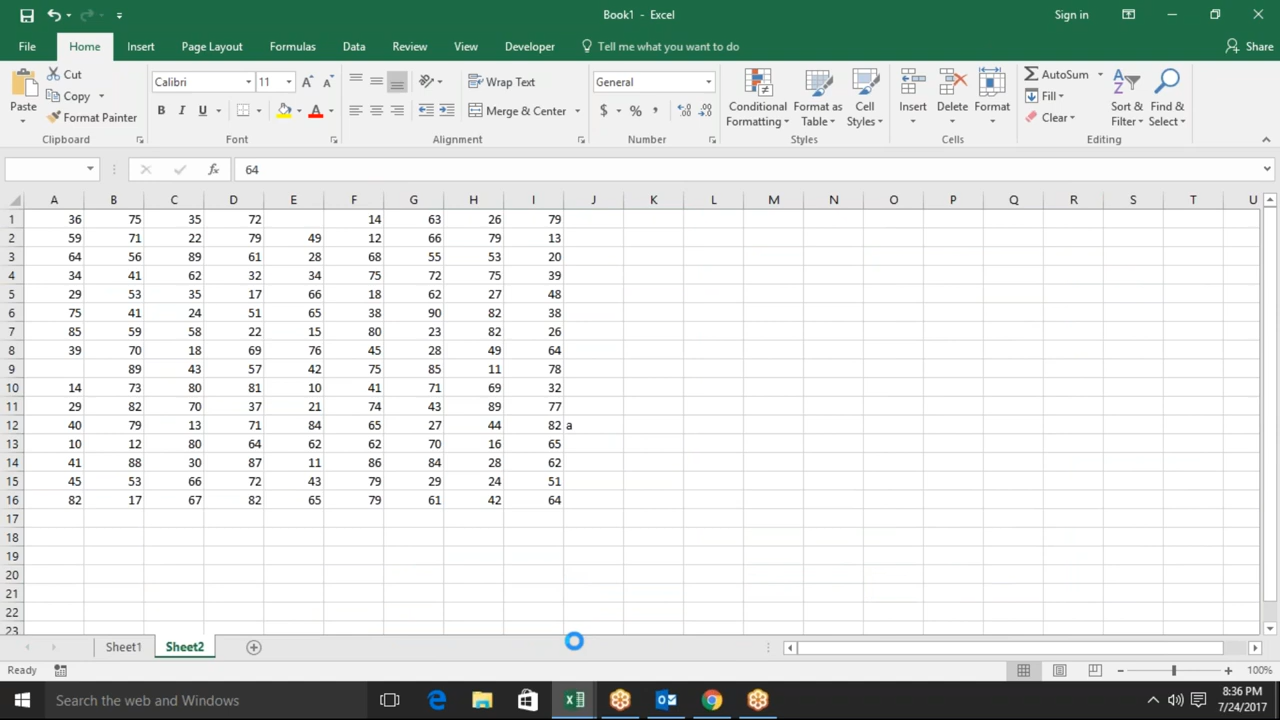 Book1 - Excel
Sign in
File Home Insert Page Layout Formulas Data Review View Developer Tell me what you want to do Share
Paste
Cut
Copy
Format Painter
Clipboard
Calibri 11
B I U
Font
Wrap Text
Merge & Center
Alignment
General
$ % ,
Number
Conditional Formatting
Format as Table
Cell Styles
Styles
Insert
Delete
Format
Cells
AutoSum
Fill
Clear
Sort & Filter
Find & Select
Editing
fx 64
A B C D E F G H I J K L M N O P Q R S T U
1 36 75 35 72 14 63 26 79
2 59 71 22 79 49 12 66 79 13
3 64 56 89 61 28 68 55 53 20
4 34 41 62 32 34 75 72 75 39
5 29 53 35 17 66 18 62 27 48
6 75 41 24 51 65 38 90 82 38
7 85 59 58 22 15 80 23 82 26
8 39 70 18 69 76 45 28 49 64
9 89 43 57 42 75 85 11 78
10 14 73 80 81 10 41 71 69 32
11 29 82 70 37 21 74 43 89 77
12 40 79 13 71 84 65 27 44 82 a
13 10 12 80 64 62 62 70 16 65
14 41 88 30 87 11 86 84 28 62
15 45 53 66 72 43 79 29 24 51
16 82 17 67 82 65 79 61 42 64
17
18
19
20
21
22
23
Sheet1 Sheet2
Ready 100%
Search the web and Windows
8:36 PM
7/24/2017